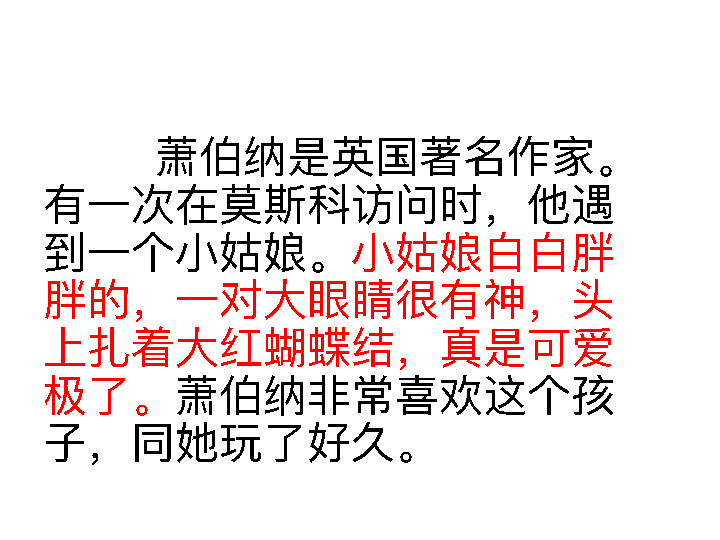 萧伯纳是英国著名作家。
有一次在莫斯科访问时，他遇
到一个小姑娘。小姑娘白白胖
胖的，一对大眼睛很有神，头
上扎着大红蝴蝶结，真是可爱
极了。萧伯纳非常喜欢这个孩
子，同她玩了好久。